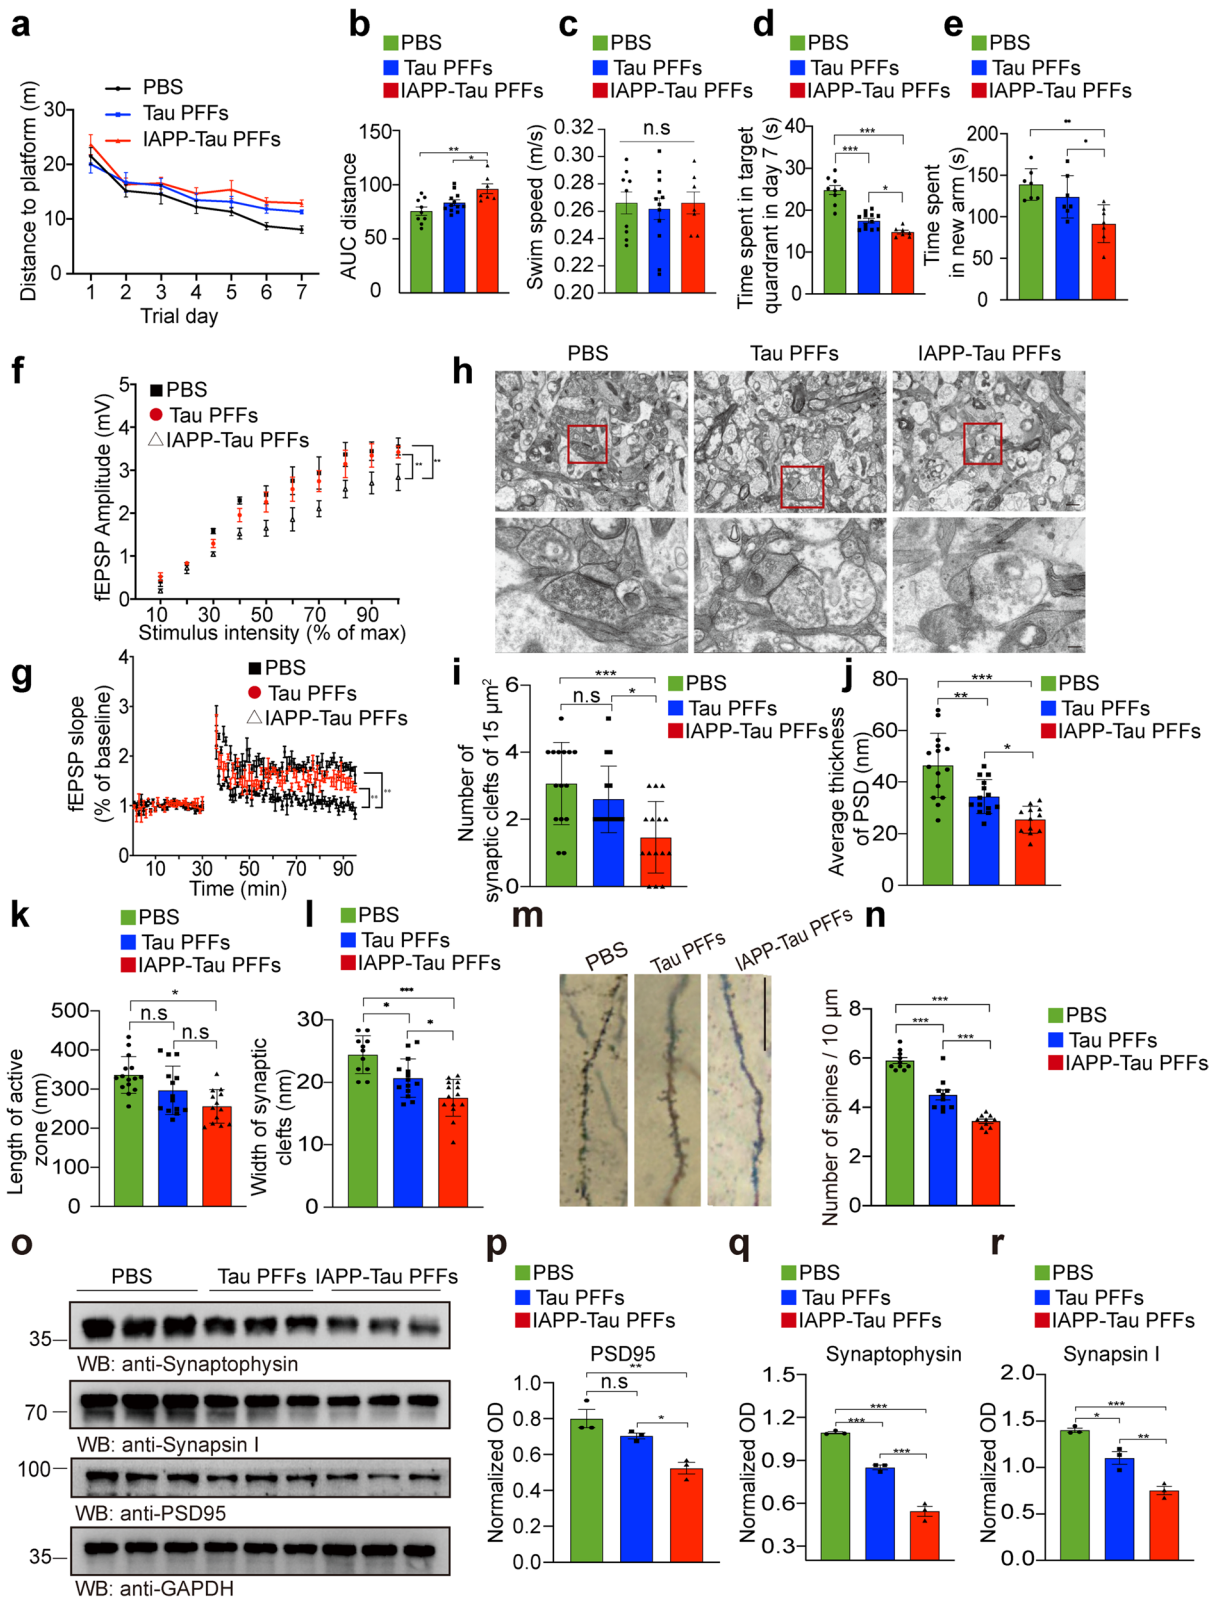 a
PBS
Tau PFFs
IAPP-Tau PFFs
Distance to platform (m)
30
20
10
0
1 2 3 4 5 6 7
Trial day
b
PBS
Tau PFFs
IAPP-Tau PFFs
AUC distance
150
100
50
0
**
*
c
PBS
Tau PFFs
IAPP-Tau PFFs
Swim speed (m/s)
0.32
0.30
0.28
0.26
0.24
0.22
0.20
n.s
d
PBS
Tau PFFs
IAPP-Tau PFFs
Time spent in target
quardrant in day 7 (s)
40
30
20
10
0
***
***
*
e
PBS
Tau PFFs
IAPP-Tau PFFs
Time spent
in new arm (s)
200
150
100
50
0
**
*
f
PBS
Tau PFFs
IAPP-Tau PFFs
fEPSP Amplitude (mV)
5
4
3
2
1
0
10 30 50 70 90
Stimulus intensity (% of max)
**
**
g
PBS
Tau PFFs
IAPP-Tau PFFs
fEPSP slope
(% of baseline)
4
3
2
1
0
10 30 50 70 90
Time (min)
**
**
h
PBS
Tau PFFs
IAPP-Tau PFFs
i
PBS
Tau PFFs
IAPP-Tau PFFs
Number of
synaptic clefts of 15 μm²
6
4
2
0
***
n.s
*
j
PBS
Tau PFFs
IAPP-Tau PFFs
Average thickness
of PSD (nm)
80
60
40
20
0
***
**
*
k
PBS
Tau PFFs
IAPP-Tau PFFs
Length of active
zone (nm)
500
400
300
200
100
0
*
n.s
n.s
l
PBS
Tau PFFs
IAPP-Tau PFFs
Width of synaptic
clefts (nm)
30
20
10
0
***
*
*
m
PBS
Tau PFFs
IAPP-Tau PFFs
n
PBS
Tau PFFs
IAPP-Tau PFFs
Number of spines / 10 μm
8
6
4
2
0
***
***
***
o
PBS
Tau PFFs
IAPP-Tau PFFs
35
WB: anti-Synaptophysin
70
WB: anti-Synapsin I
100
WB: anti-PSD95
35
WB: anti-GAPDH
p
PBS
Tau PFFs
IAPP-Tau PFFs
PSD95
Normalized OD
1.0
0.8
0.6
0.4
0.2
0.0
**
n.s
*
q
PBS
Tau PFFs
IAPP-Tau PFFs
Synaptophysin
Normalized OD
1.5
1.2
0.9
0.6
0.3
***
***
***
r
PBS
Tau PFFs
IAPP-Tau PFFs
Synapsin I
Normalized OD
2.0
1.5
1.0
0.5
0.0
***
*
**